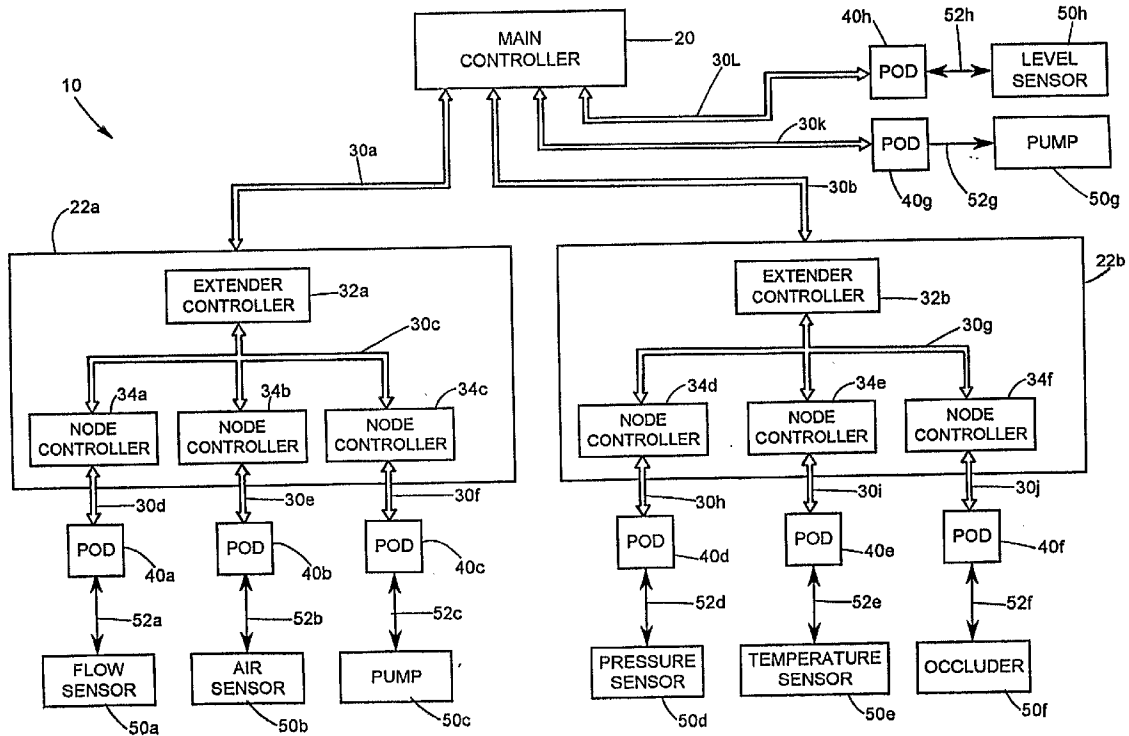 MAIN
CONTROLLER
20
40h
52h
50h
30L
POD
LEVEL
SENSOR
10
30k
POD
PUMP
30a
30b
40g
52g
50g
22a
22b
EXTENDER
CONTROLLER
32a
EXTENDER
CONTROLLER
32b
30c
30g
34a
34b
34c
34d
34e
34f
NODE
CONTROLLER
NODE
CONTROLLER
NODE
CONTROLLER
NODE
CONTROLLER
NODE
CONTROLLER
NODE
CONTROLLER
30d
30e
30f
30h
30i
30j
POD
POD
POD
POD
POD
POD
40a
40b
40c
40d
40e
40f
52a
52b
52c
52d
52e
52f
FLOW
SENSOR
AIR
SENSOR
PUMP
PRESSURE
SENSOR
TEMPERATURE
SENSOR
OCCLUDER
50a
50b
50c
50d
50e
50f